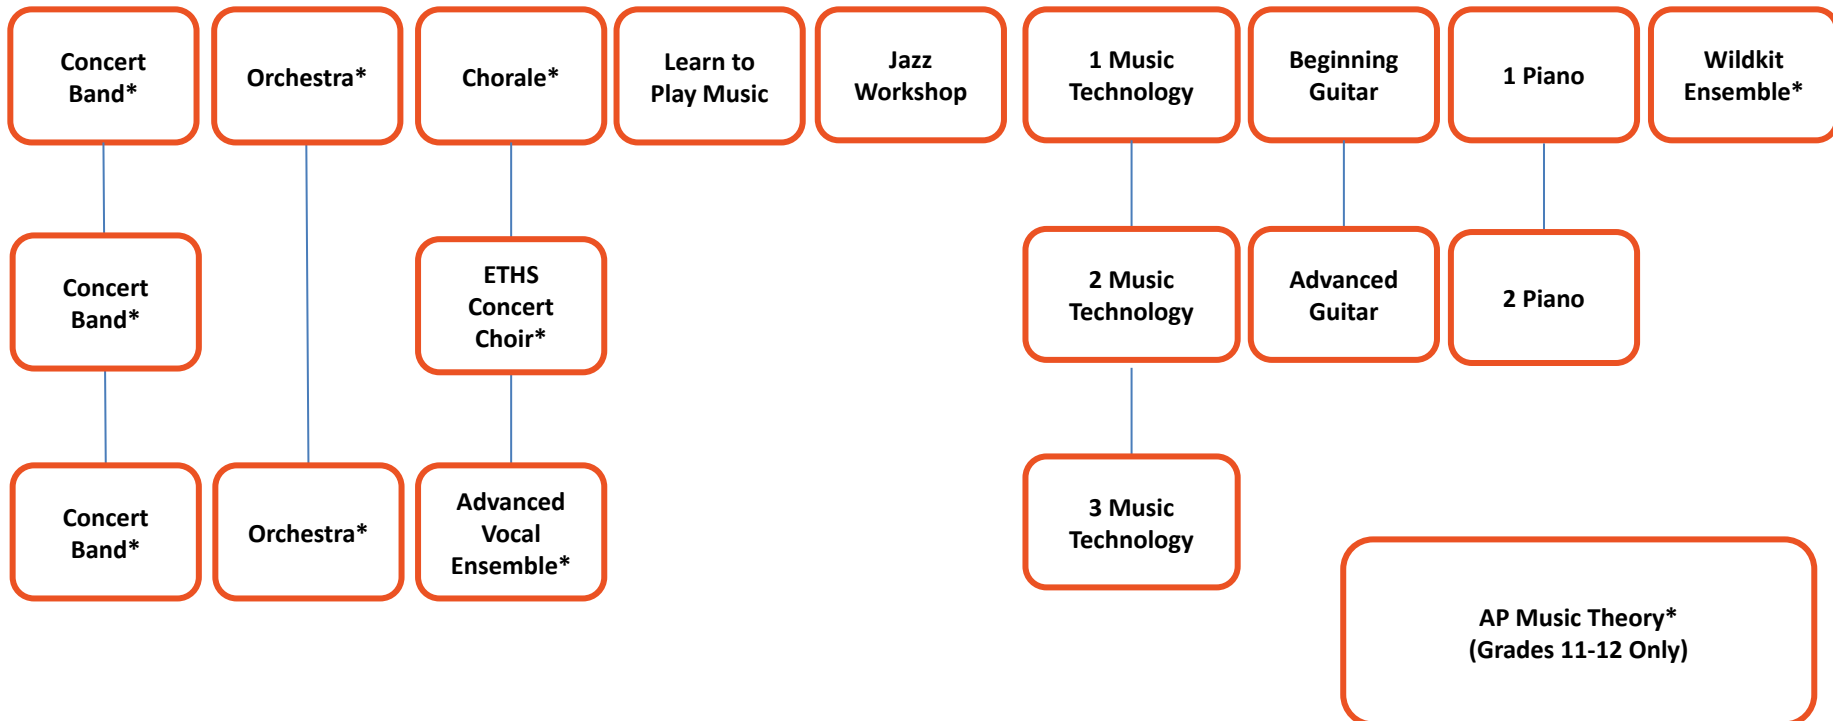 Concert
Band*
Orchestra*
Chorale*
Learn to
Play Music
Jazz
Workshop
1 Music
Technology
Beginning
Guitar
1 Piano
Wildkit
Ensemble*
Concert
Band*
ETHS
Concert
Choir*
2 Music
Technology
Advanced
Guitar
2 Piano
Concert
Band*
Orchestra*
Advanced
Vocal
Ensemble*
3 Music
Technology
AP Music Theory*
(Grades 11-12 Only)